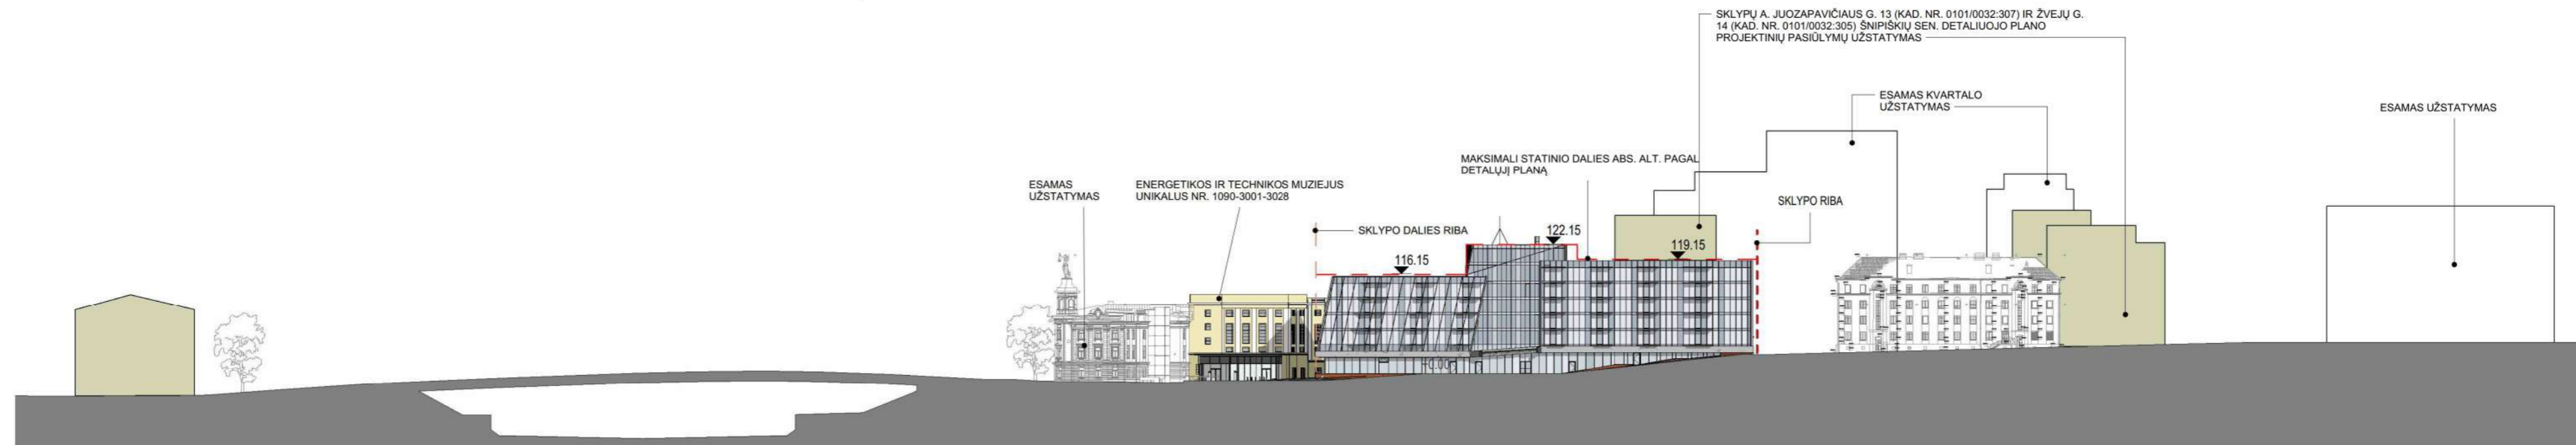 SKLYPŲ A. JUOZAPAVIČIAUS G. 13 (KAD. NR. 0101/0032:307) IR ŽVEJŲ G.
14 (KAD. NR. 0101/0032:305) ŠNIPIŠKIŲ SEN. DETALIUOJO PLANO
PROJEKTINIŲ PASIŪLYMŲ UŽSTATYMAS
ESAMAS KVARTALO
UŽSTATYMAS
ESAMAS UŽSTATYMAS
MAKSIMALI STATINIO DALIES ABS. ALT. PAGAL
DETALŲJĮ PLANĄ
ESAMAS
UŽSTATYMAS
ENERGETIKOS IR TECHNIKOS MUZIEJUS
UNIKALUS NR. 1090-3001-3028
SKLYPO RIBA
SKLYPO DALIES RIBA
122.15
119.15
116.15